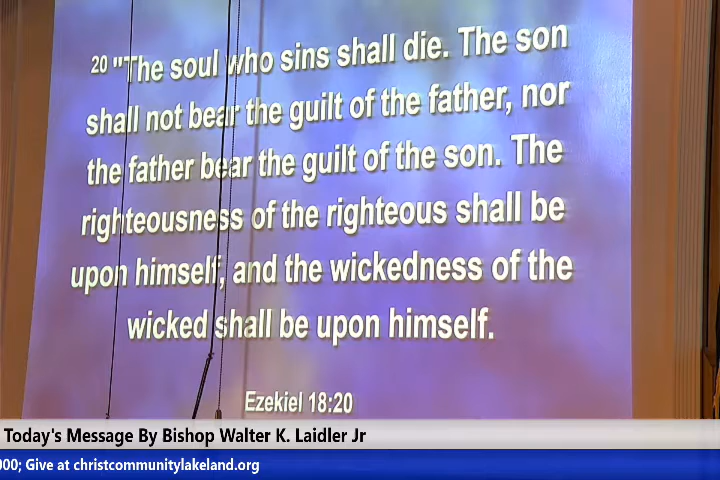 20 "The soul who sins shall die. The son
shall not bear the guilt of the father, nor
the father bear the guilt of the son. The
righteousness of the righteous shall be
upon himself, and the wickedness of the
wicked shall be upon himself.
Ezekiel 18:20
Today's Message By Bishop Walter K. Laidler Jr
000; Give at christcommunitylakeland.org